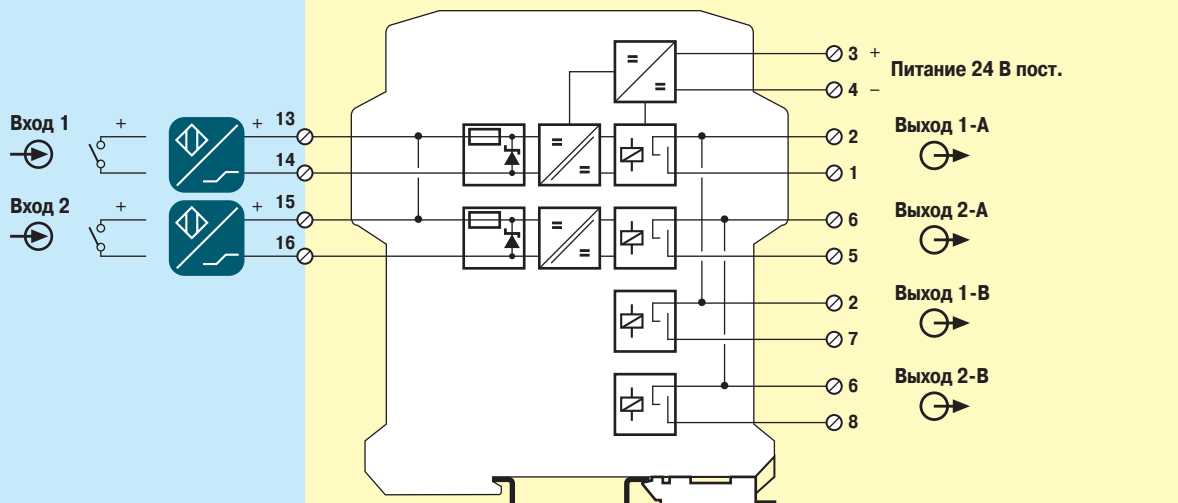 3 +
Питание 24 В пост.
4 –
Вход 1
+
+ 13
2
Выход 1-А
14
1
Вход 2
+
+ 15
6
Выход 2-А
16
5
2
Выход 1-В
7
6
Выход 2-В
8